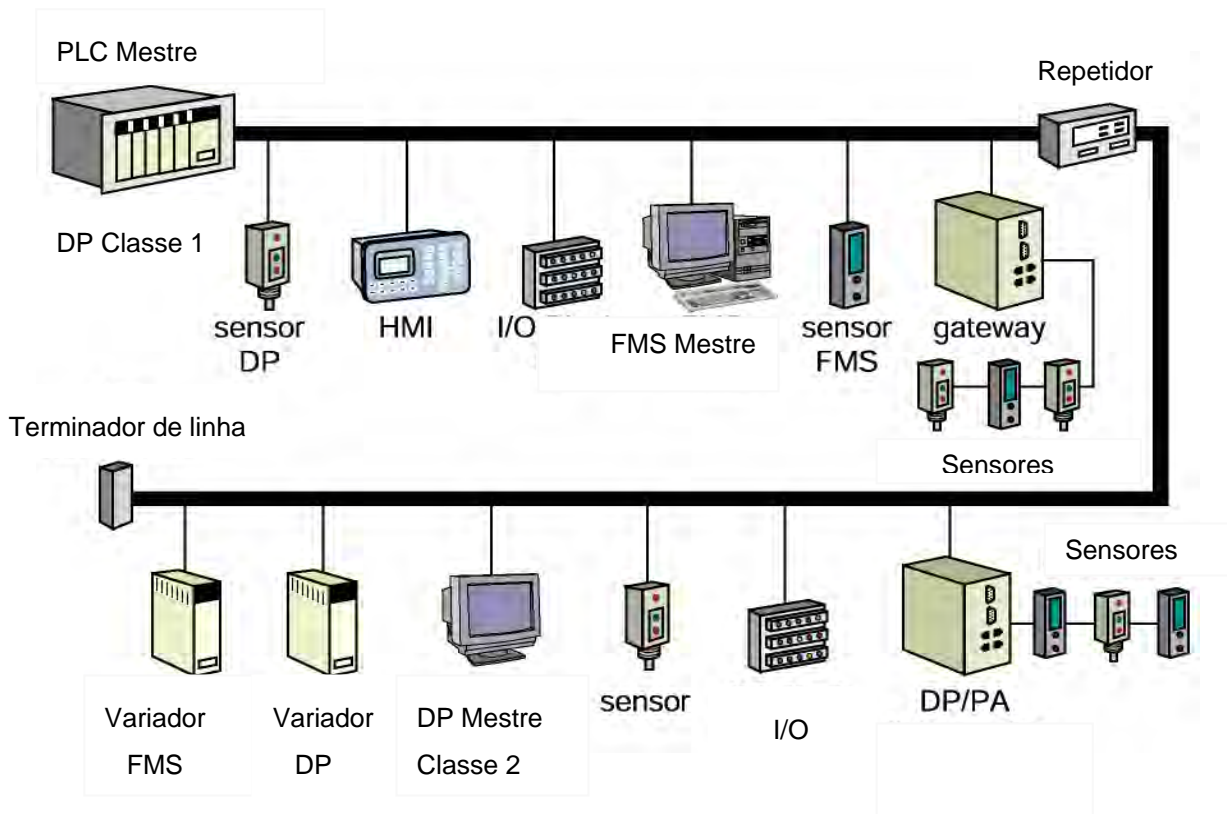 PLC Mestre
Repetidor
DP Classe 1
sensor
DP
HMI
I/O
FMS Mestre
sensor
FMS
gateway
Sensores
Terminador de linha
Sensores
Variador
FMS
Variador
DP
DP Mestre
Classe 2
sensor
I/O
DP/PA